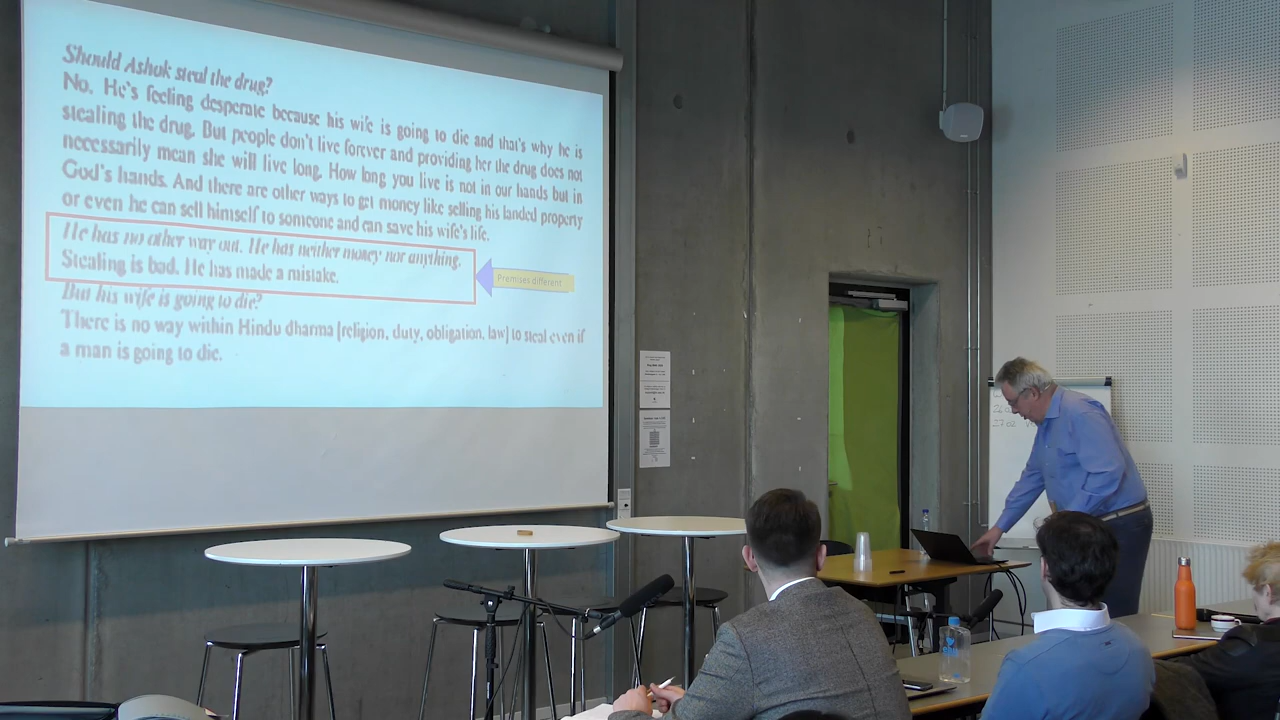 Should Ashok steal the drug?
No. He's feeling desperate because his wife is going to die and that's why he is
stealing the drug. But people don't live forever and providing her the drug does not
necessarily mean she will live long. How long you live is not in our hands but in
God's hands. And there are other ways to get money like selling his landed property
or even he can sell himself to someone and can save his wife's life.
He has no other way out. He has neither money nor anything.
Stealing is bad. He has made a mistake.
Premises different
But his wife is going to die?
There is no way within Hindu dharma [religion, duty, obligation, law] to steal even if
a man is going to die.